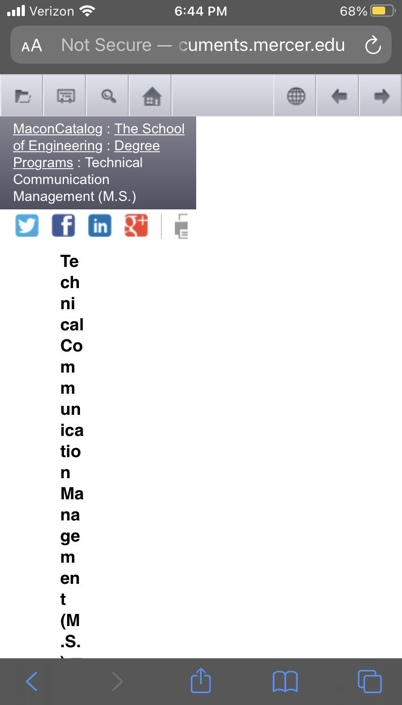 Verizon 6:44 PM 68%
AA Not Secure — cuments.mercer.edu
MaconCatalog : The School
of Engineering : Degree
Programs : Technical
Communication
Management (M.S.)
f in g+
Te
ch
ni
cal
Co
m
m
un
ica
tio
n
Ma
na
ge
m
en
t
(M
.S.